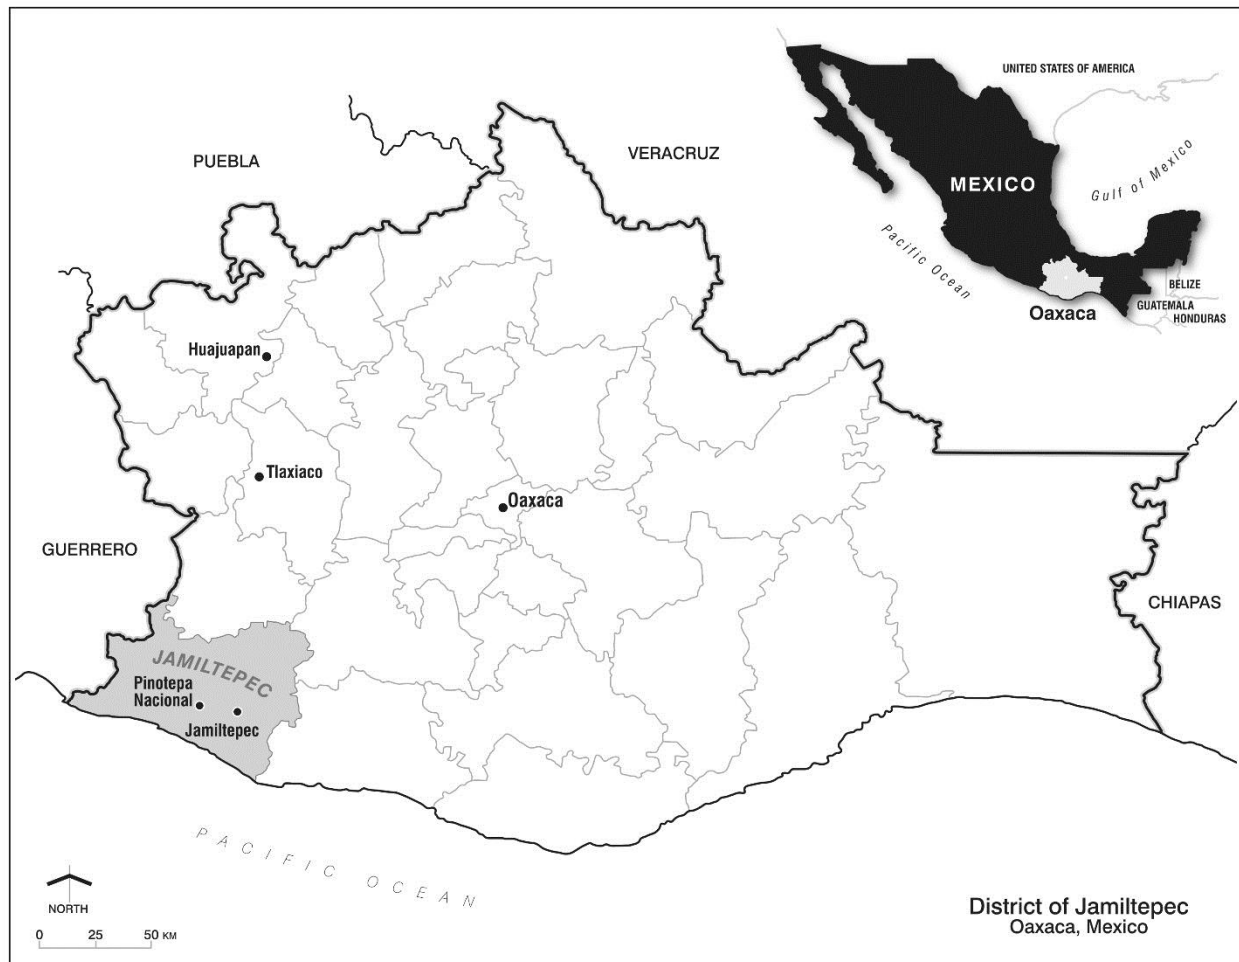 UNITED STATES OF AMERICA
PUEBLA
VERACRUZ
MEXICO
Gulf of Mexico
Pacific Ocean
BELIZE
GUATEMALA
HONDURAS
Oaxaca
Huajuapan
Tlaxiaco
Oaxaca
GUERRERO
CHIAPAS
JAMILTEPEC
Pinotepa
Nacional
Jamiltepec
PACIFIC OCEAN
NORTH
0 25 50 KM
District of Jamiltepec
Oaxaca, Mexico